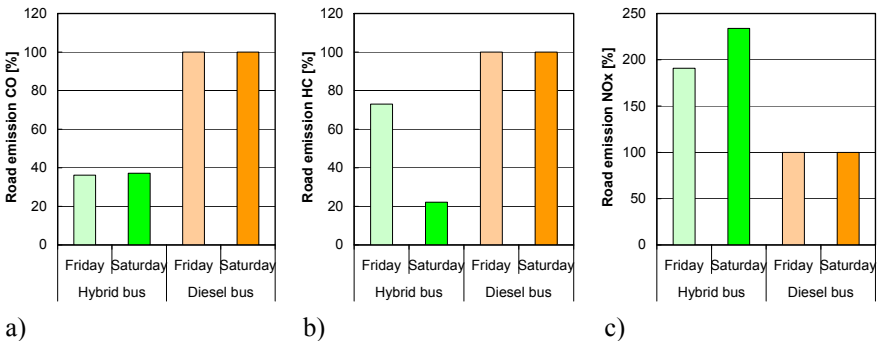 Road emission CO [%]
120
100
80
60
40
20
0
Friday Saturday Friday Saturday
Hybrid bus Diesel bus
a)
Road emission HC [%]
120
100
80
60
40
20
0
Friday Saturday Friday Saturday
Hybrid bus Diesel bus
b)
Road emission NOx [%]
250
200
150
100
50
0
Friday Saturday Friday Saturday
Hybrid bus Diesel bus
c)